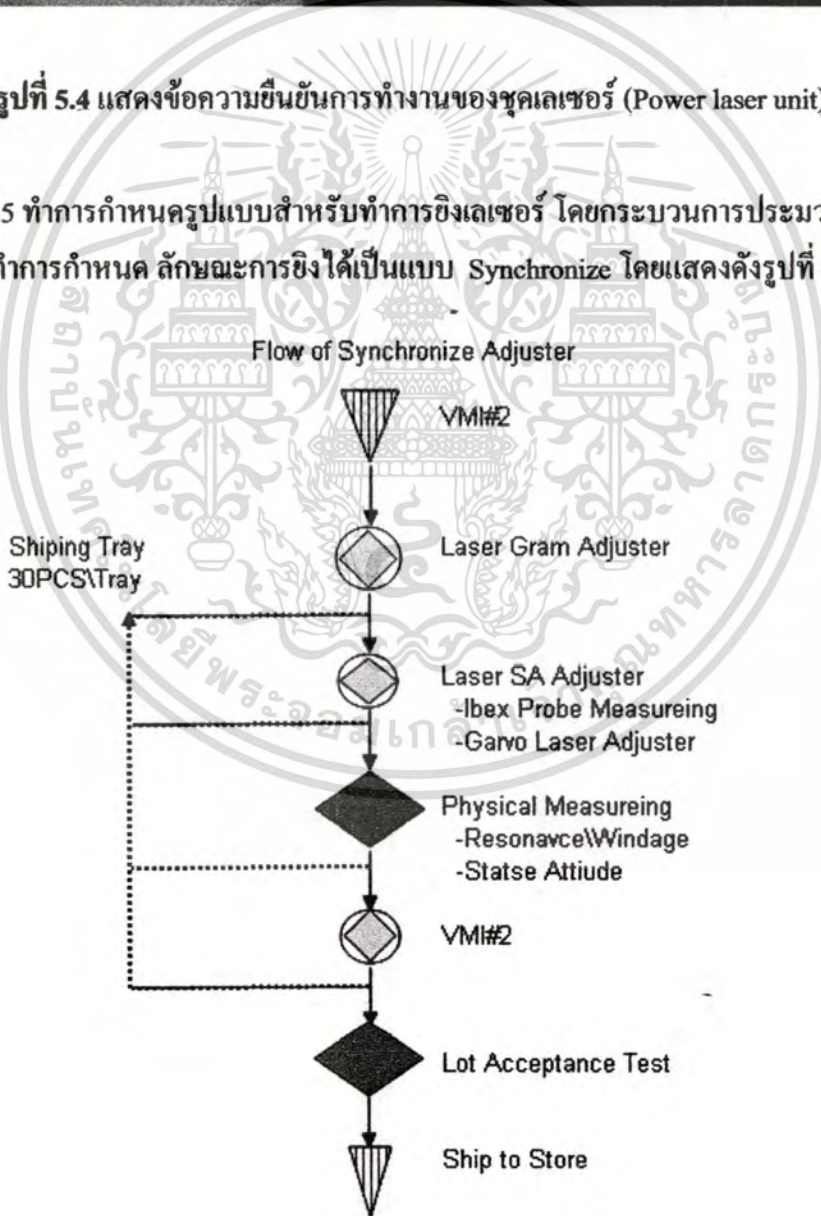 รูปที่ 5.4 แสดงข้อความยืนยันการทำงานของชุดเลเซอร์ (Power laser unit)
5 ทำการกำหนดรูปแบบสำหรับทำการยิงเลเซอร์ โดยกระบวนการประมว
ทำการกำหนด ลักษณะการยิงได้เป็นแบบ Synchronize โดยแสดงดังรูปที่
Flow of Synchronize Adjuster
VMI#2
Shiping Tray
30PCS\Tray
Laser Gram Adjuster
Laser SA Adjuster
-Ibex Probe Measureing
-Garvo Laser Adjuster
Physical Measureing
-Resonavce\Windage
-Statse Attiude
VMI#2
Lot Acceptance Test
Ship to Store